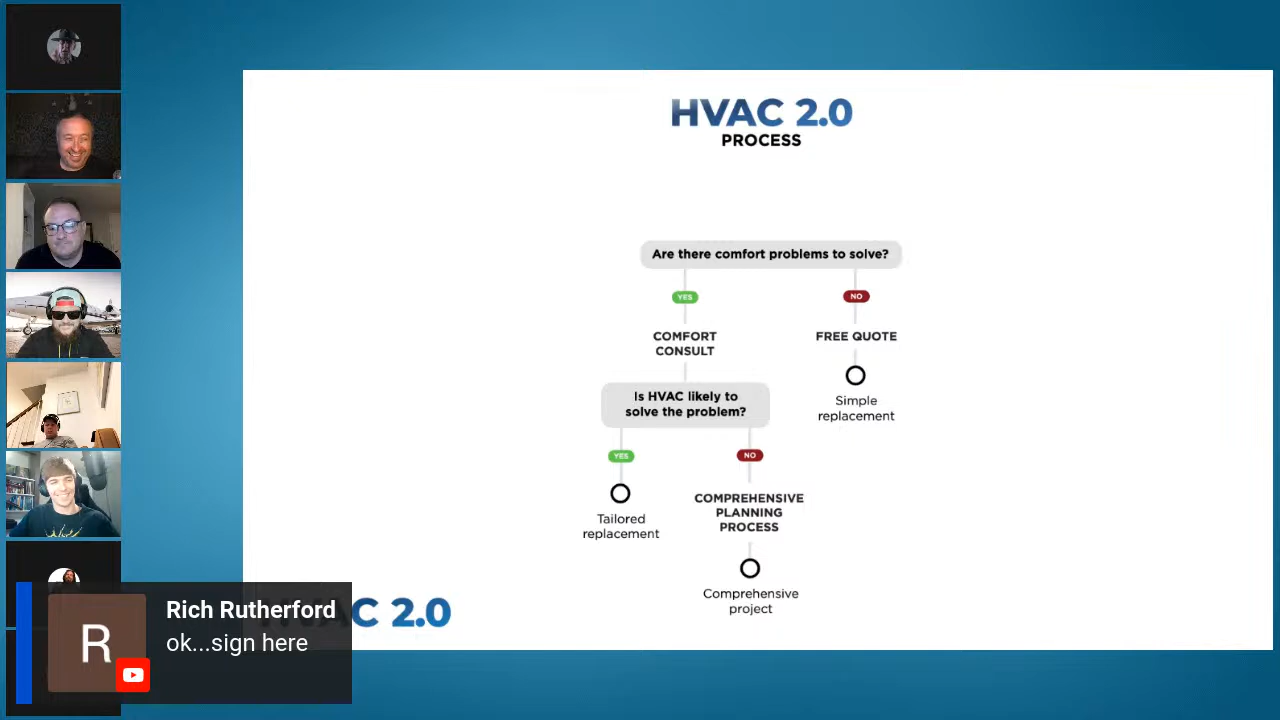 HVAC 2.0
PROCESS
Are there comfort problems to solve?
YES
NO
COMFORT
CONSULT
FREE QUOTE
Is HVAC likely to
solve the problem?
Simple
replacement
YES
NO
Tailored
replacement
COMPREHENSIVE
PLANNING
PROCESS
Comprehensive
project
HVAC 2.0
R
Rich Rutherford
ok...sign here